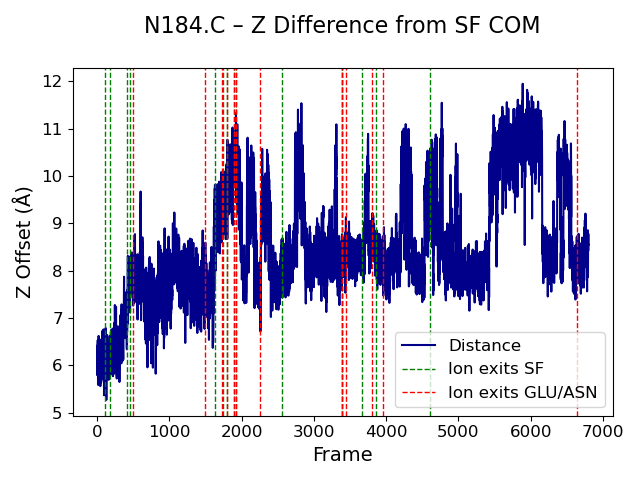 N184.C – Z Difference from SF COM
Z Offset (Å)
12
11
10
9
8
7
6
5
0
1000
2000
3000
4000
5000
6000
7000
Frame
Distance
Ion exits SF
Ion exits GLU/ASN